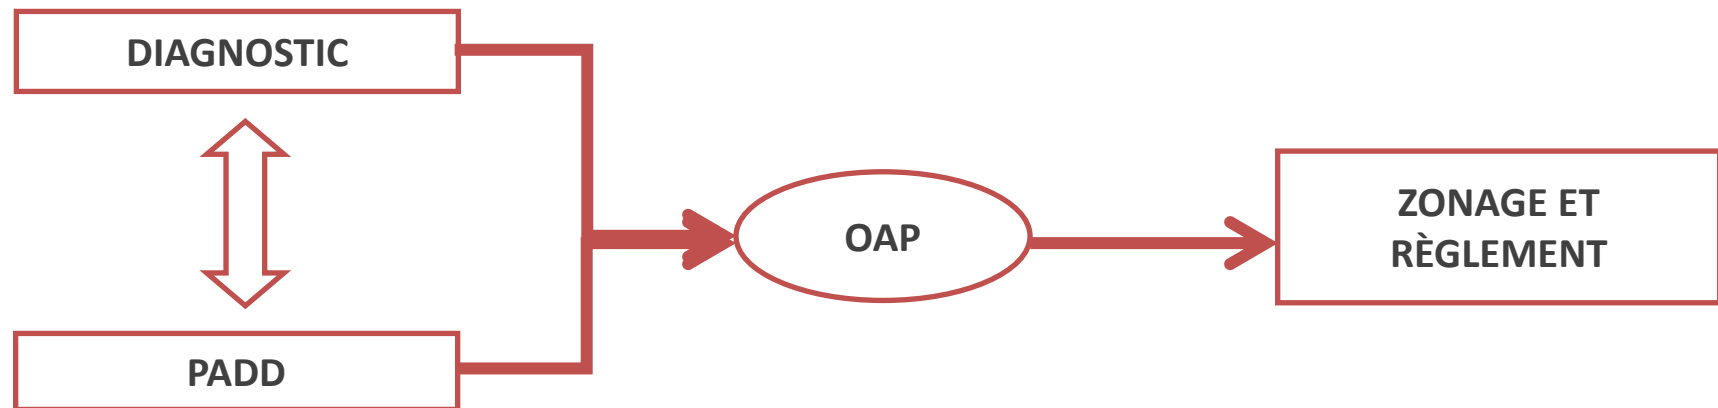 DIAGNOSTIC
PADD
OAP
ZONAGE ET
RÈGLEMENT